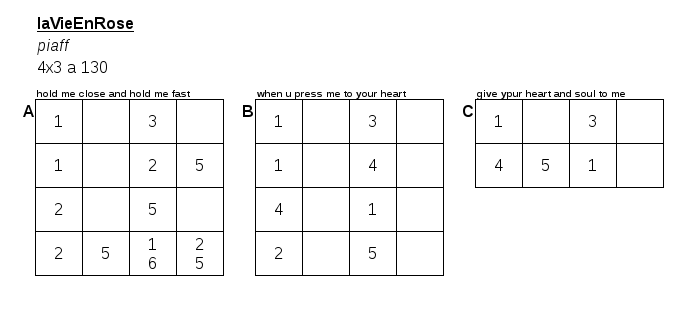 laVieEnRose
piaff
4x3 a 130
hold me close and hold me fast
A
1 3
1 2 5
2 5
2 5 1 6 2 5
when u press me to your heart
B
1 3
1 4
4 1
2 5
give ypur heart and soul to me
C
1 3
4 5 1